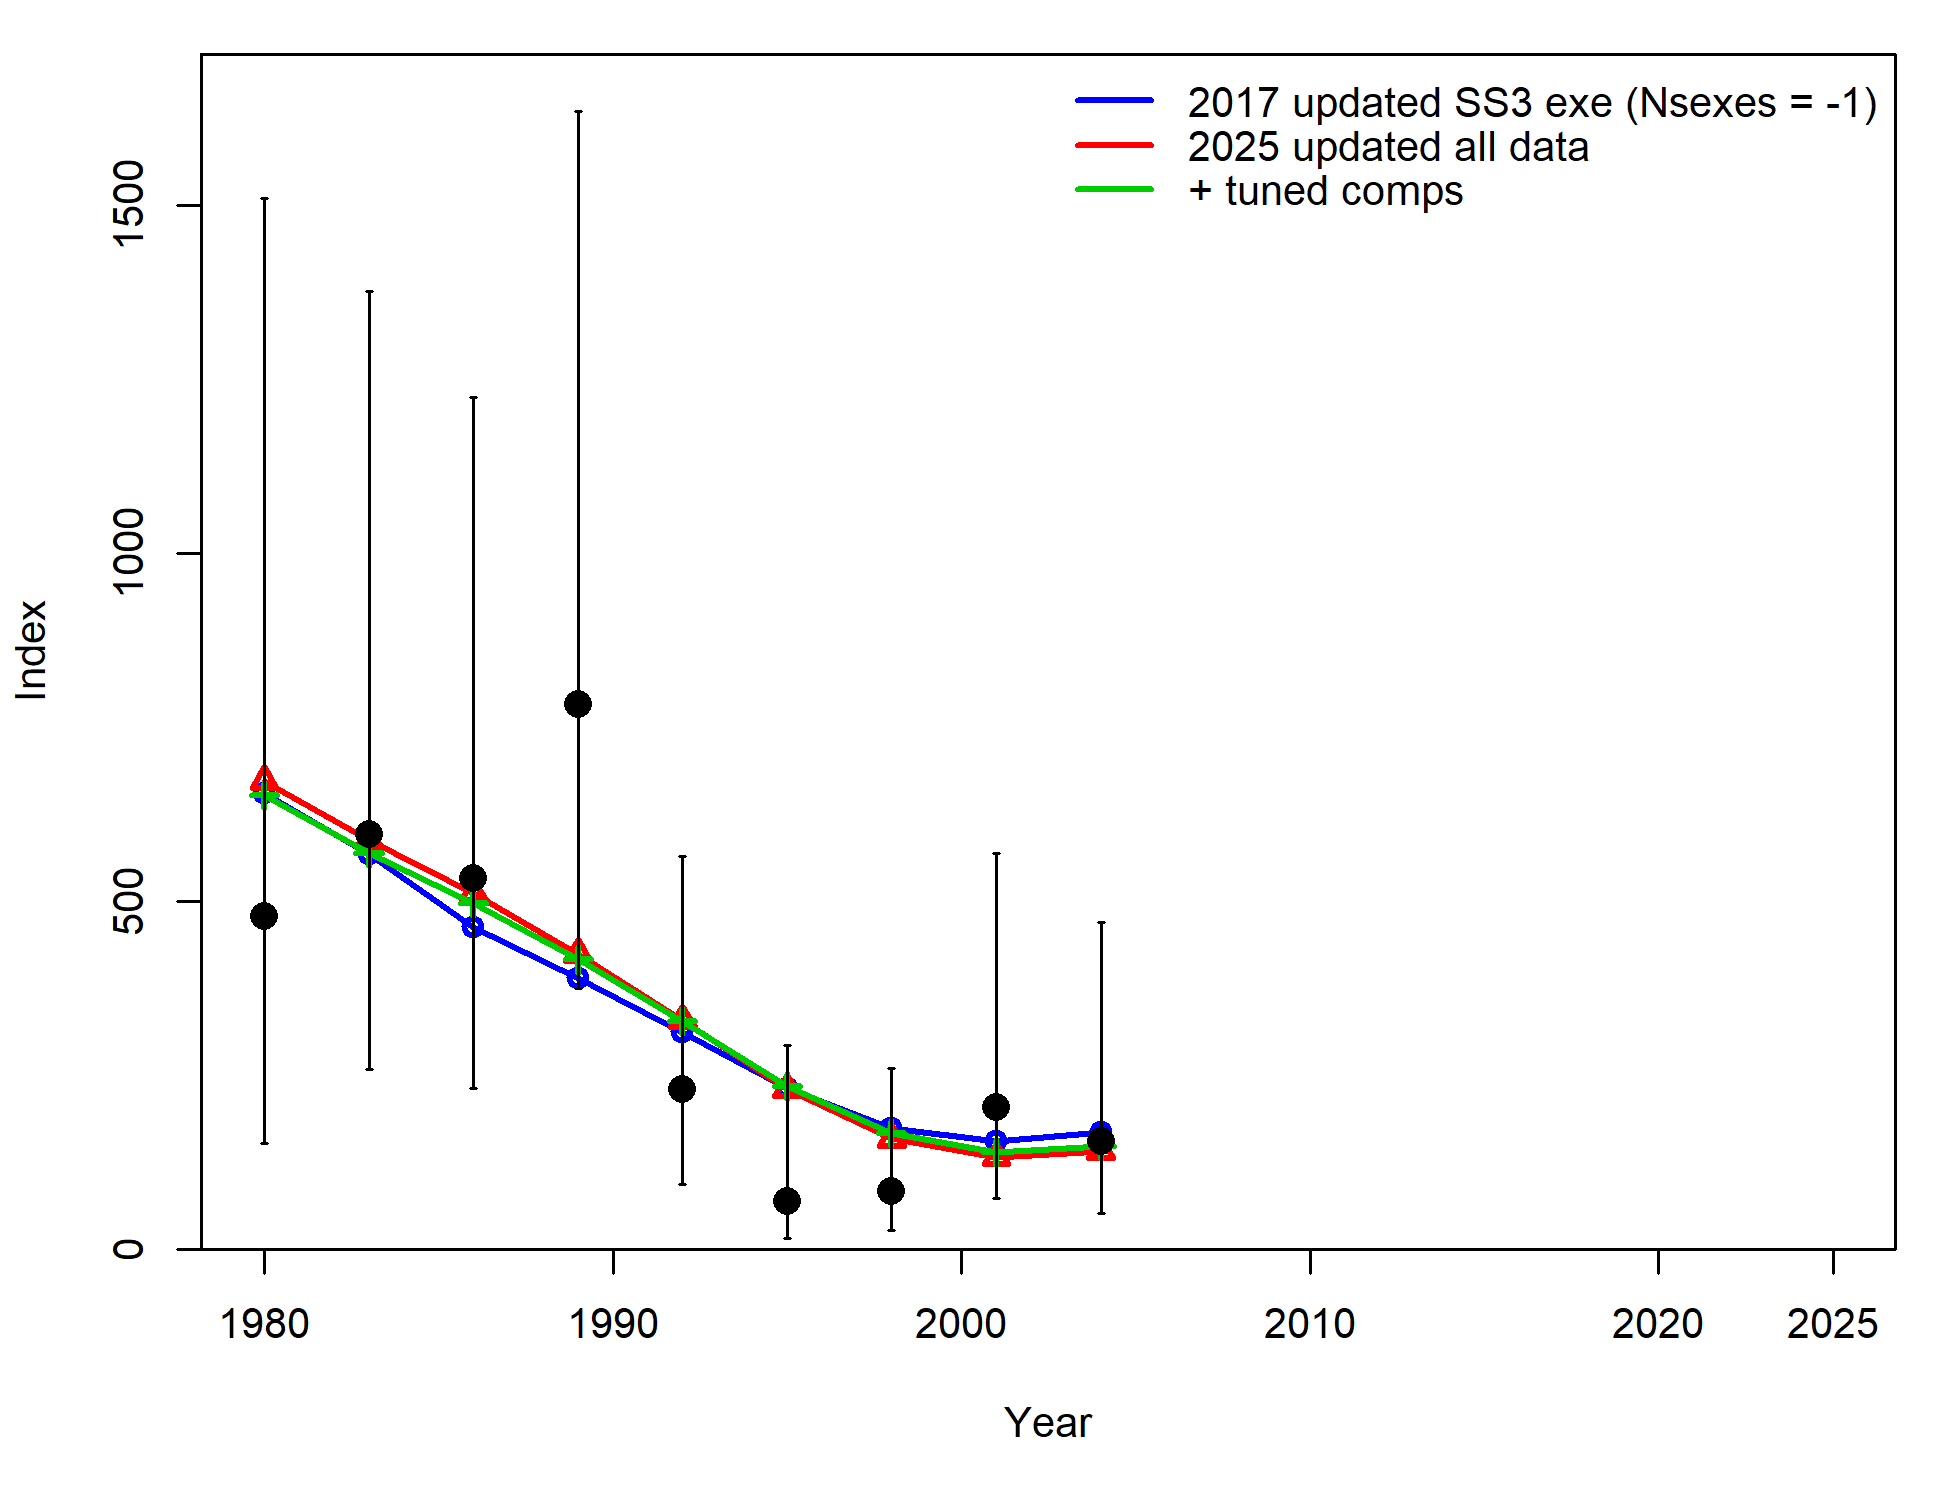 2017 updated SS3 exe (Nsexes = -1)
2025 updated all data
+ tuned comps
Index
1500
1000
500
0
1980 1990 2000 2010 2020 2025
Year